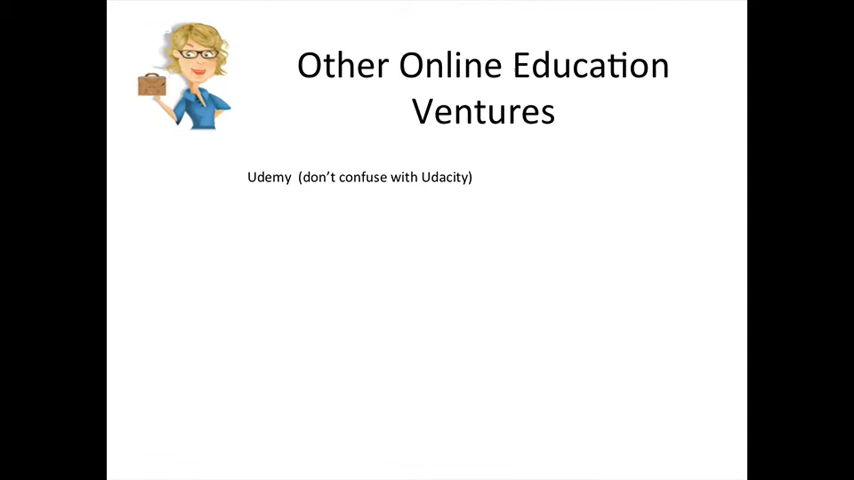 Other Online Education
Ventures
Udemy  (don't confuse with Udacity)